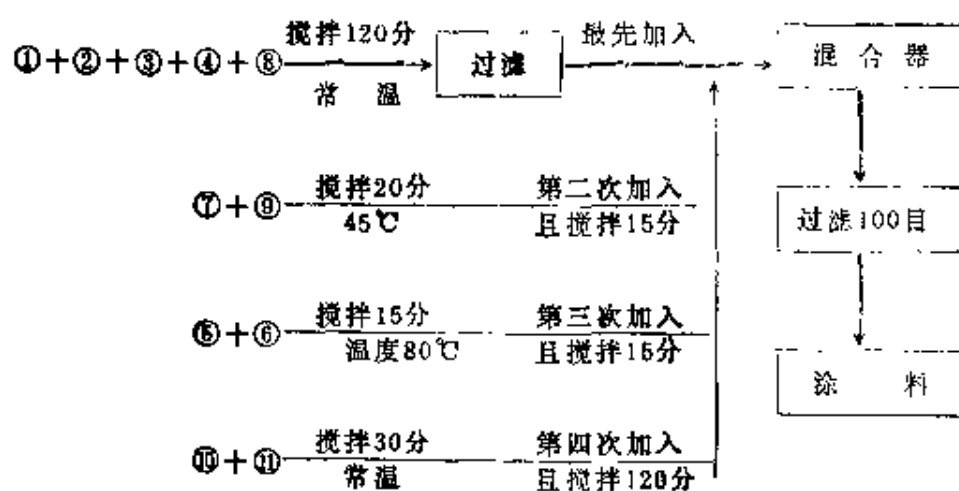 搅拌120分
最先加入
①+②+③+④+⑧
过滤
混合器
常温
搅拌20分
第二次加入
⑦+⑨
45℃
且搅拌15分
过滤100目
搅拌15分
第三次加入
⑤+⑥
温度80℃
且搅拌15分
涂料
搅拌30分
第四次加入
⑩+⑪
常温
且搅拌120分